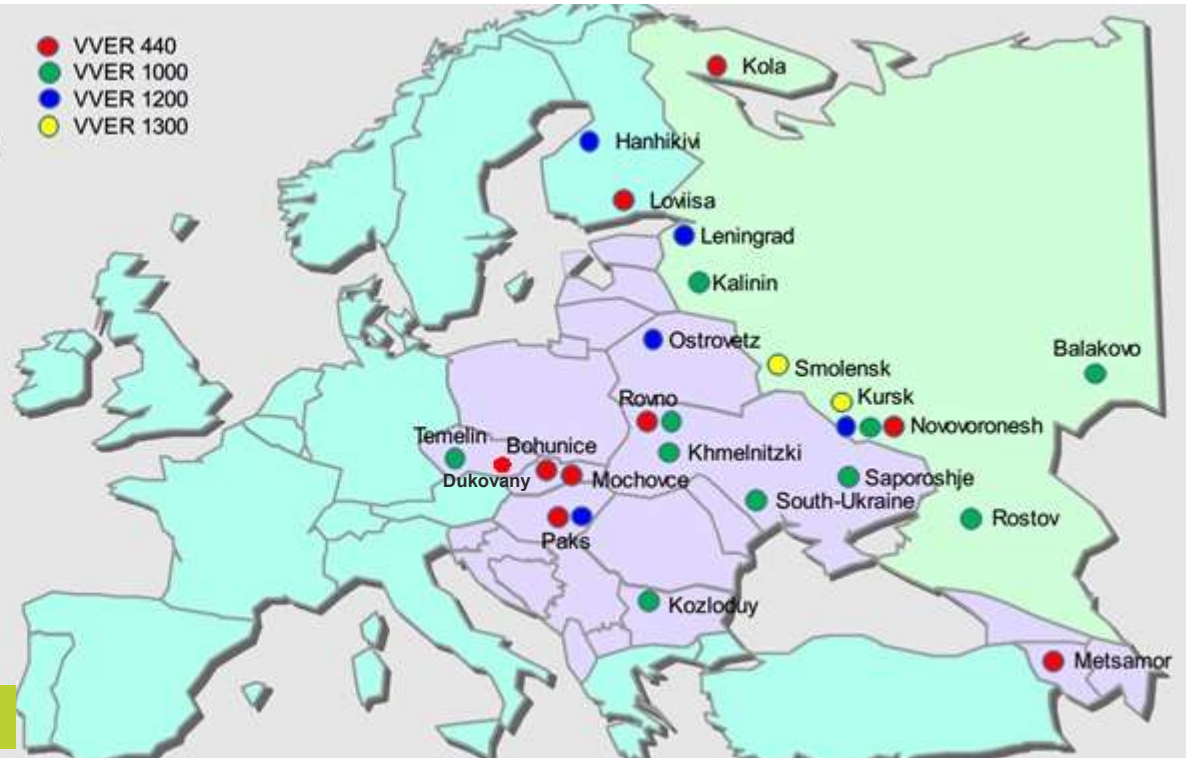 VVER 440
VVER 1000
VVER 1200
VVER 1300
Kola
Hanhikivi
Loviisa
Leningrad
Kalinin
Ostrovetz
Smolensk
Balakovo
Kursk
Rovno
Novovoronesh
Temelin
Bohunice
Khmelnitzki
Dukovany
Mochovce
Saporoshje
South-Ukraine
Rostov
Paks
Kozloduy
Metsamor